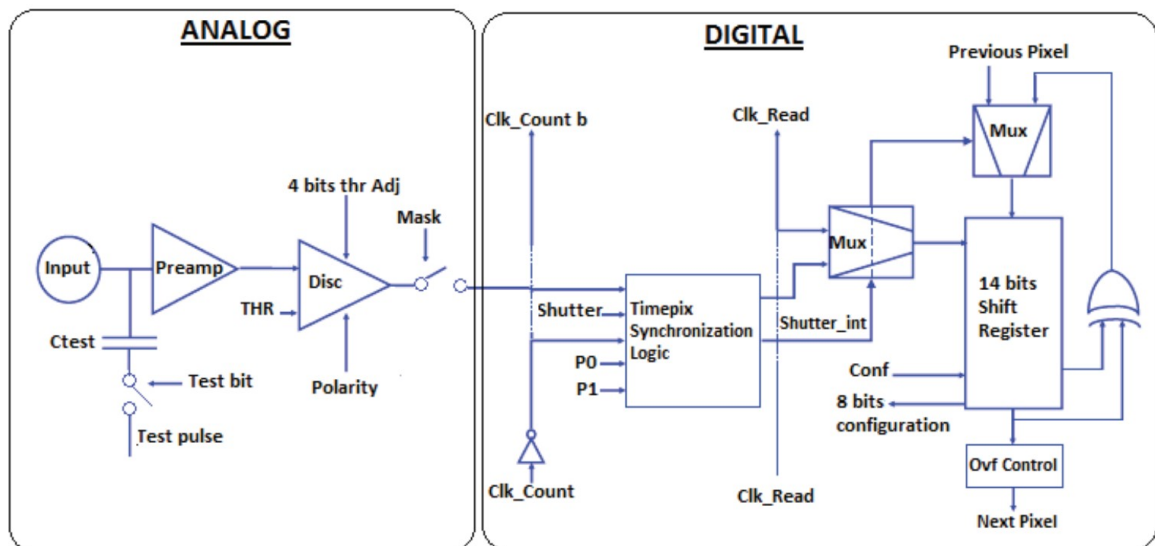 ANALOG
DIGITAL
Previous Pixel
Clk_Count b
Clk_Read
Mux
4 bits thr Adj
Mask
Input
Preamp
Disc
Mux
THR
Shutter
Timepix
Synchronization
Logic
Shutter_int
14 bits
Shift
Register
Ctest
P0
P1
Conf
Test bit
Polarity
8 bits
configuration
Test pulse
Ovf Control
Clk_Count
Clk_Read
Next Pixel